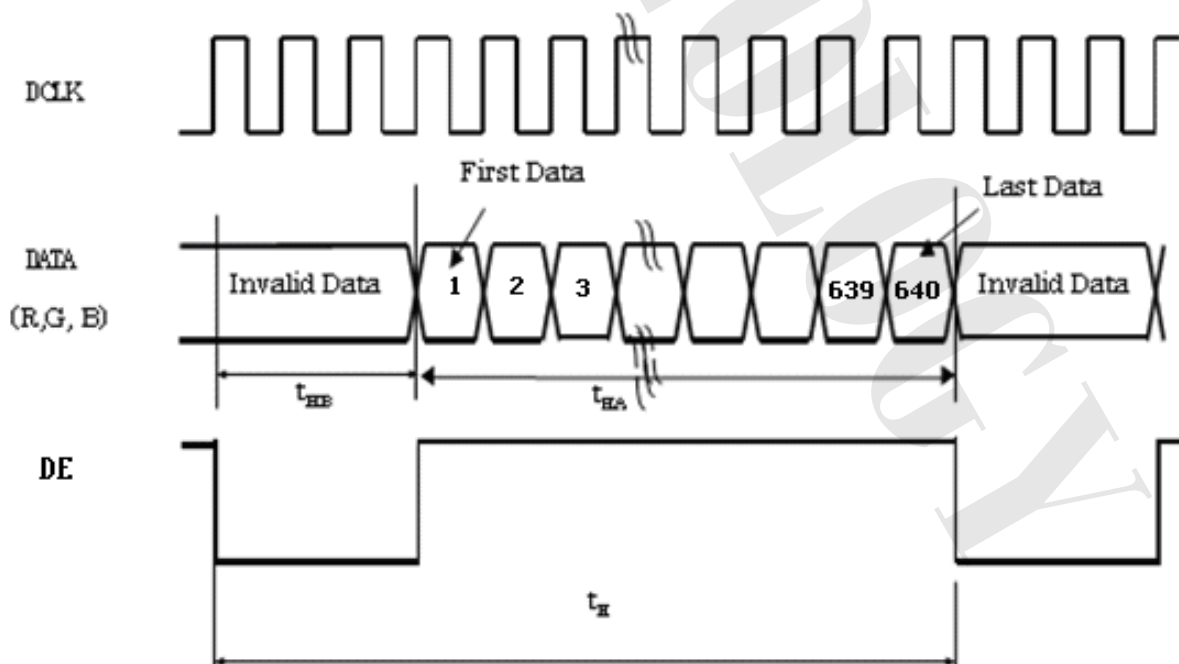 DCLK
First Data
Last Data
DATA
(R,G, B)
Invalid Data
1
2
3
639
640
Invalid Data
tHB
tHA
DE
tH
OLOGY